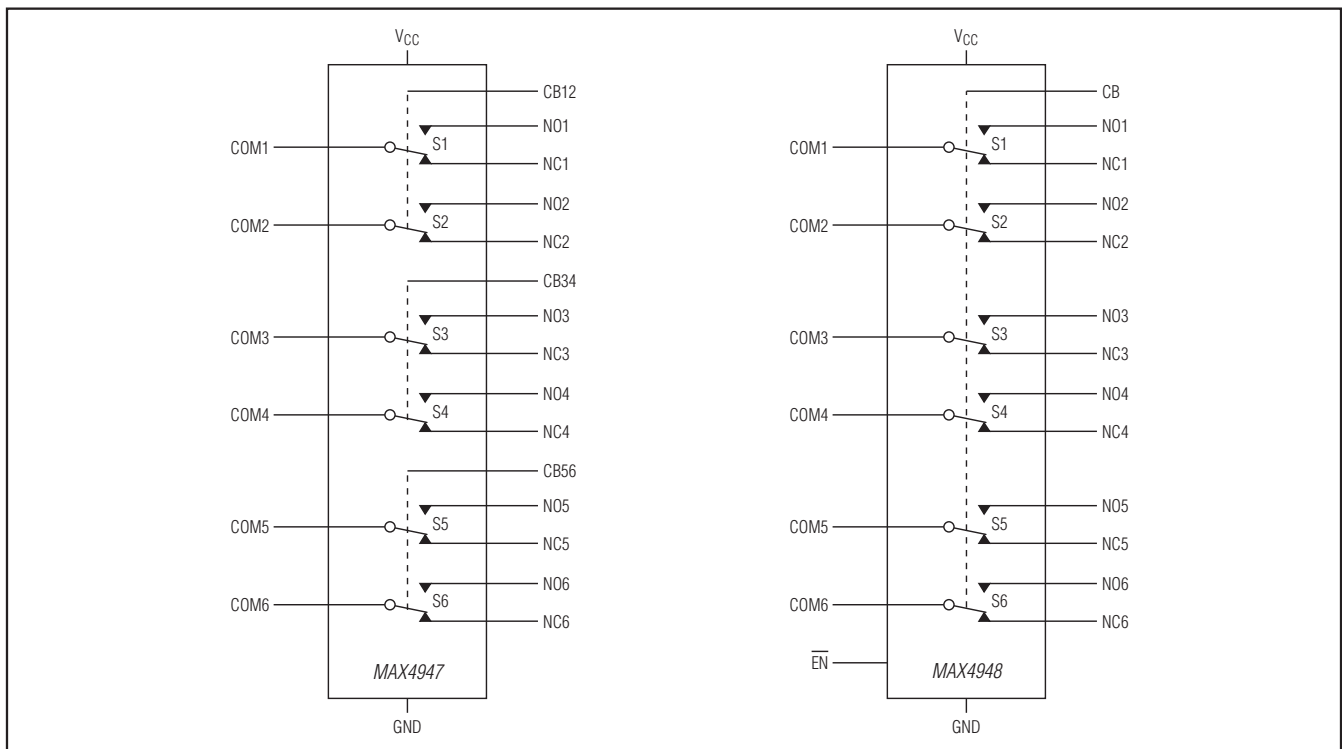 VCC
CB12
NO1
COM1
S1
NC1
NO2
COM2
S2
NC2
CB34
NO3
COM3
S3
NC3
NO4
COM4
S4
NC4
CB56
NO5
COM5
S5
NC5
NO6
COM6
S6
NC6
MAX4947
GND
VCC
CB
NO1
COM1
S1
NC1
NO2
COM2
S2
NC2
NO3
COM3
S3
NC3
NO4
COM4
S4
NC4
NO5
COM5
S5
NC5
NO6
COM6
S6
NC6
E̅N̅
MAX4948
GND